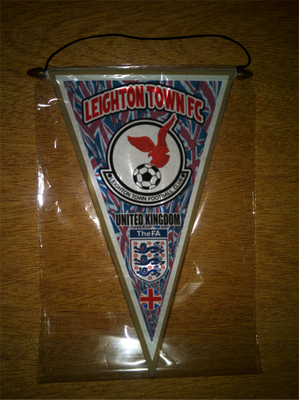 LEIGHTON TOWN FC
LEIGHTON TOWN FOOTBALL CLUB
UNITED KINGDOM
The FA